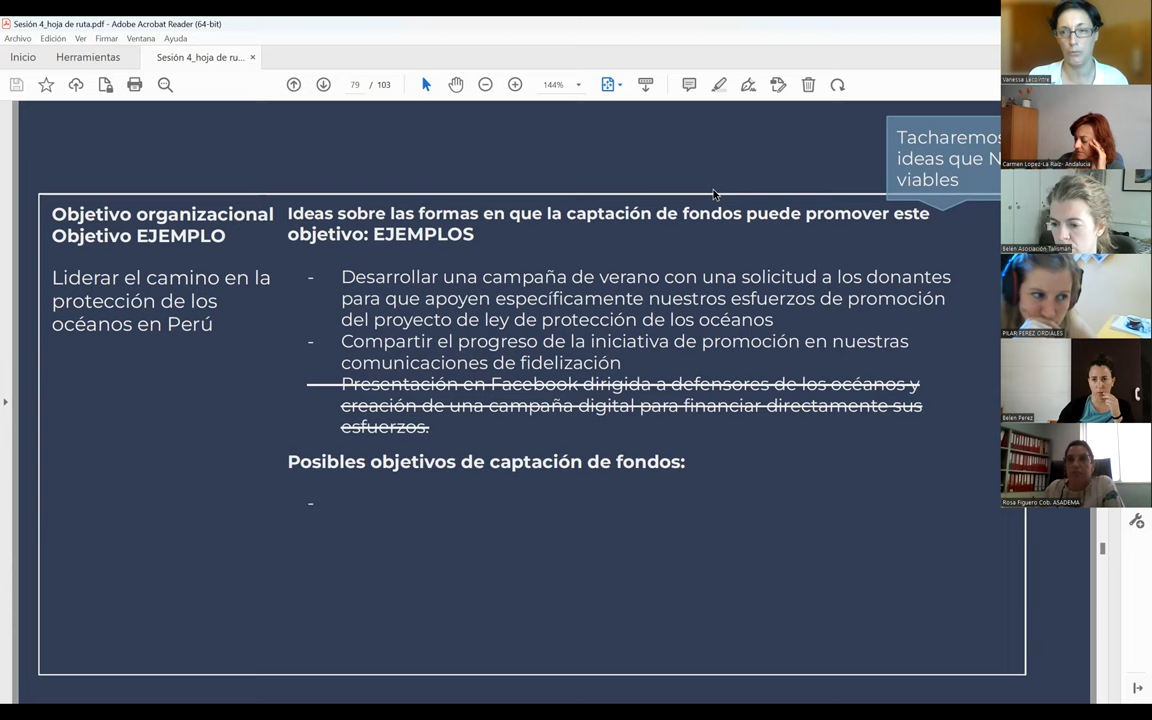 Sesión 4_hoja de ruta.pdf - Adobe Acrobat Reader (64-bit)
Archivo Edición Ver Firmar Ventana Ayuda
Inicio Herramientas Sesión 4_hoja de ru... ×
79 / 103 144%
Tacharemos
ideas que N
viables
Objetivo organizacional
Objetivo EJEMPLO
Liderar el camino en la
protección de los
océanos en Perú
Ideas sobre las formas en que la captación de fondos puede promover este
objetivo: EJEMPLOS
- Desarrollar una campaña de verano con una solicitud a los donantes
para que apoyen específicamente nuestros esfuerzos de promoción
del proyecto de ley de protección de los océanos
- Compartir el progreso de la iniciativa de promoción en nuestras
comunicaciones de fidelización
Presentación en Facebook dirigida a defensores de los océanos y
creación de una campaña digital para financiar directamente sus
esfuerzos.
Posibles objetivos de captación de fondos:
-
Vanessa Lecointre
Carmen Lopez-La Raíz- Andalucia
Belén Asociación Talismán
PILAR PEREZ ORDIALES
Belen Perez
Rosa Figuero Cob. ASADEMA